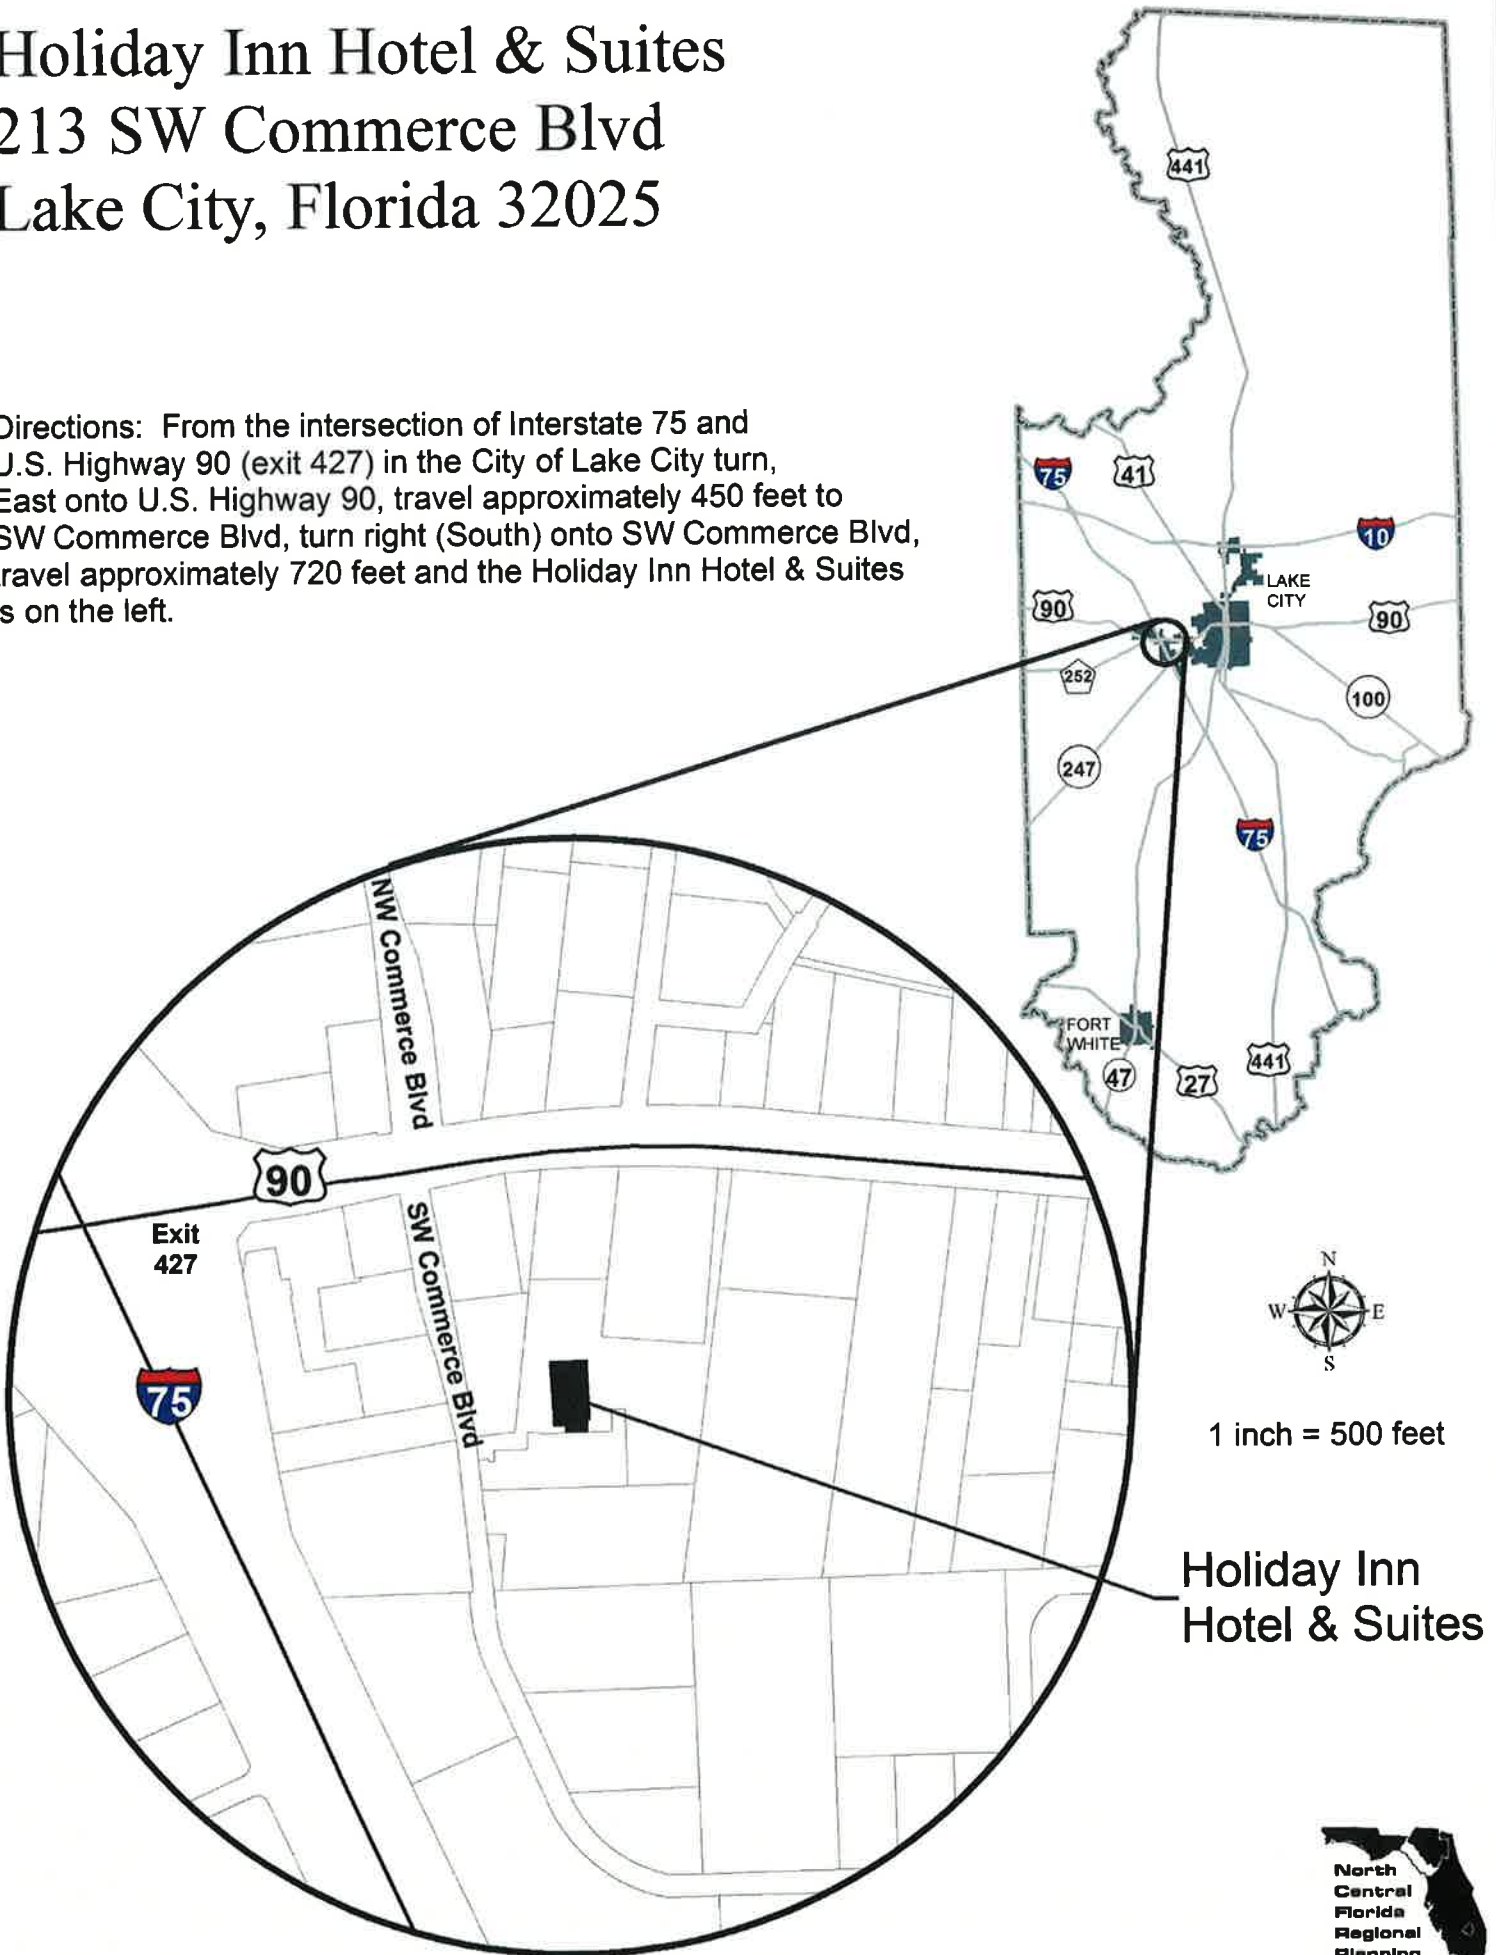 Holiday Inn Hotel & Suites
213 SW Commerce Blvd
Lake City, Florida 32025
Directions: From the intersection of Interstate 75 and
U.S. Highway 90 (exit 427) in the City of Lake City turn,
East onto U.S. Highway 90, travel approximately 450 feet to
SW Commerce Blvd, turn right (South) onto SW Commerce Blvd,
travel approximately 720 feet and the Holiday Inn Hotel & Suites
is on the left.
441
75
41
10
LAKE
CITY
90
90
252
100
247
75
FORT
WHITE
47
27
441
NW Commerce Blvd
90
Exit
427
SW Commerce Blvd
75
N
W
E
S
1 inch = 500 feet
Holiday Inn
Hotel & Suites
North
Central
Florida
Regional
Planning